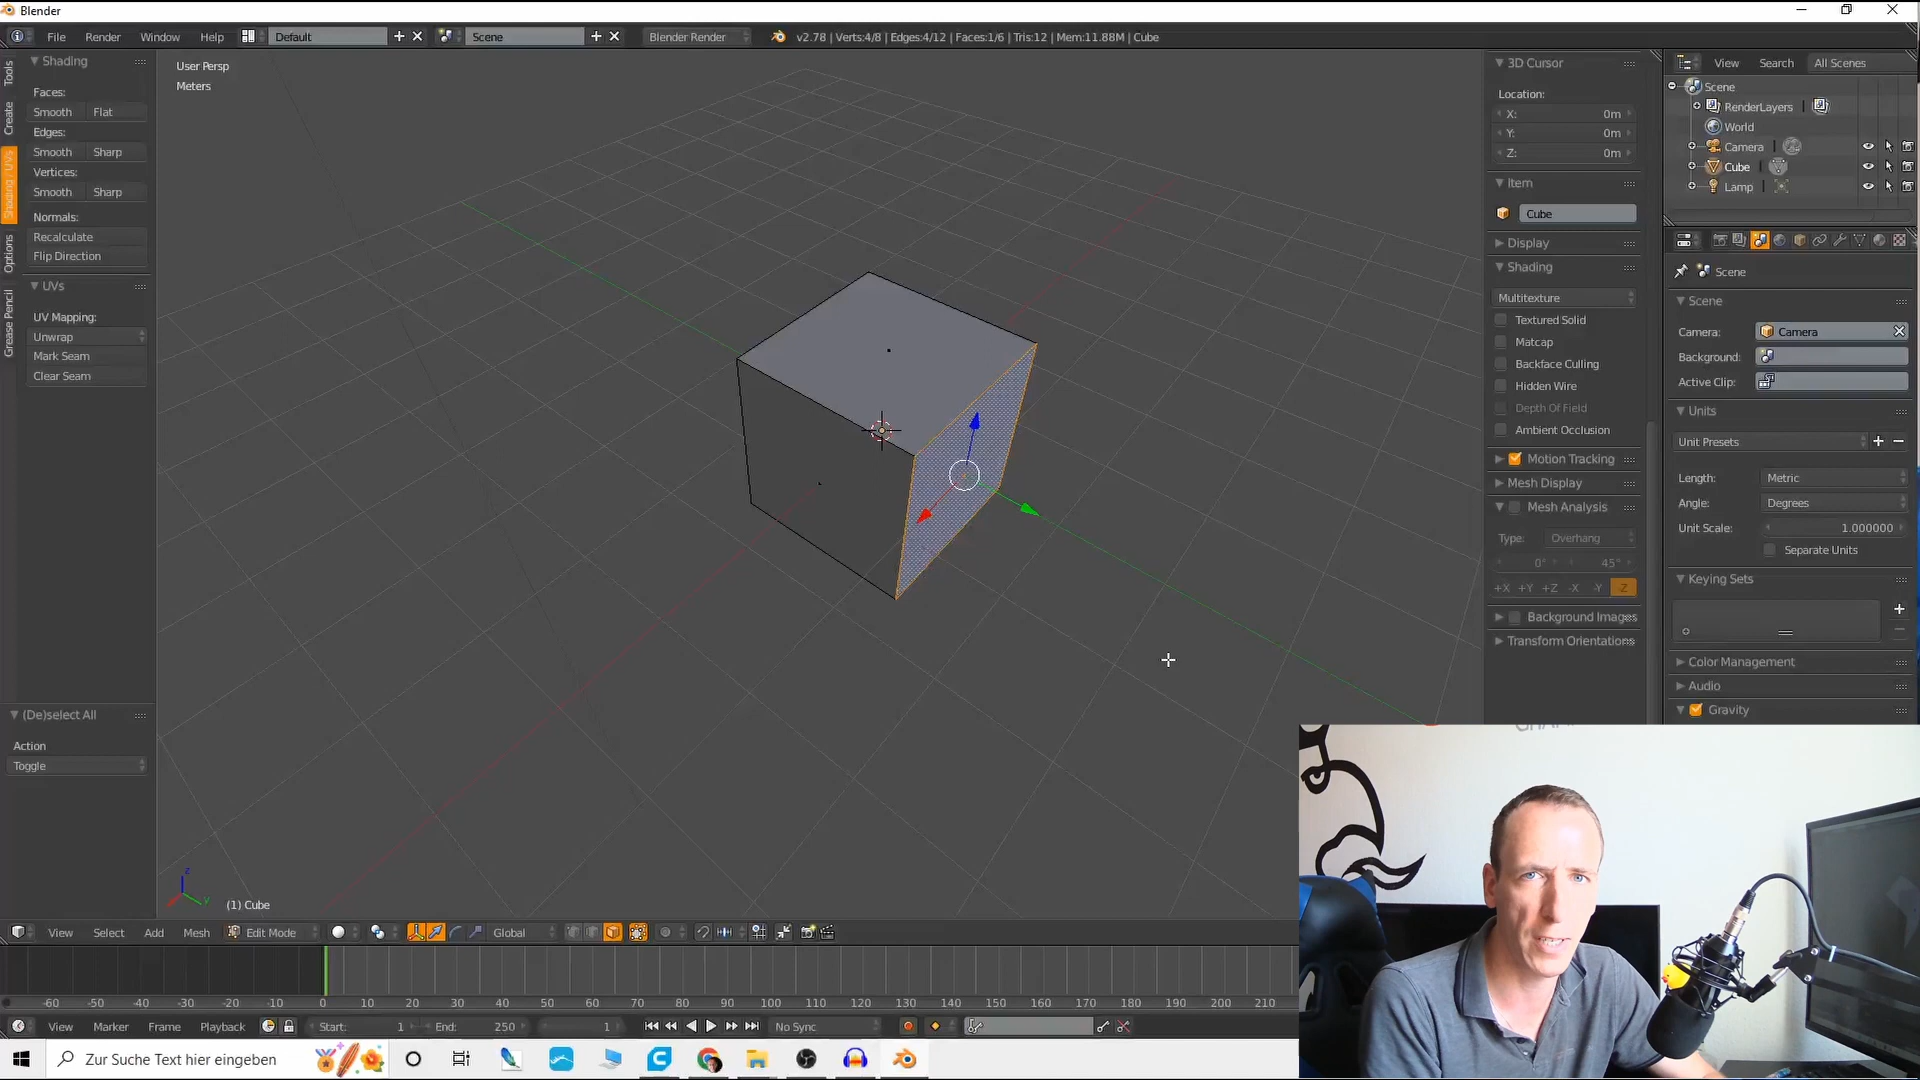 Blender
File Render Window Help Default Scene Blender Render v2.78 | Verts:4/8 | Edges:4/12 | Faces:1/6 | Tris:12 | Mem:11.88M | Cube
Tools
Create
Shading / UVs
Options
Grease Pencil
Shading
Faces:
Smooth Flat
Edges:
Smooth Sharp
Vertices:
Smooth Sharp
Normals:
Recalculate
Flip Direction
UVs
UV Mapping:
Unwrap
Mark Seam
Clear Seam
(De)select All
Action
Toggle
User Persp
Meters
z
y
(1) Cube
3D Cursor
Location:
X: 0m
Y: 0m
Z: 0m
Item
Cube
Display
Shading
Multitexture
Textured Solid
Matcap
Backface Culling
Hidden Wire
Depth Of Field
Ambient Occlusion
Motion Tracking
Mesh Display
Mesh Analysis
Type: Overhang
0° 45°
+X +Y +Z -X -Y -Z
Background Images
Transform Orientations
View Search All Scenes
Scene
RenderLayers
World
Camera
Cube
Lamp
Scene
Scene
Camera: Camera
Background:
Active Clip:
Units
Unit Presets
Length: Metric
Angle: Degrees
Unit Scale: 1.000000
Separate Units
Keying Sets
Color Management
Audio
Gravity
View Select Add Mesh Edit Mode Global
-60 -50 -40 -30 -20 -10 0 10 20 30 40 50 60 70 80 90 100 110 120 130 140 150 160 170 180 190 200 210
View Marker Frame Playback Start: 1 End: 250 1 No Sync
Zur Suche Text hier eingeben